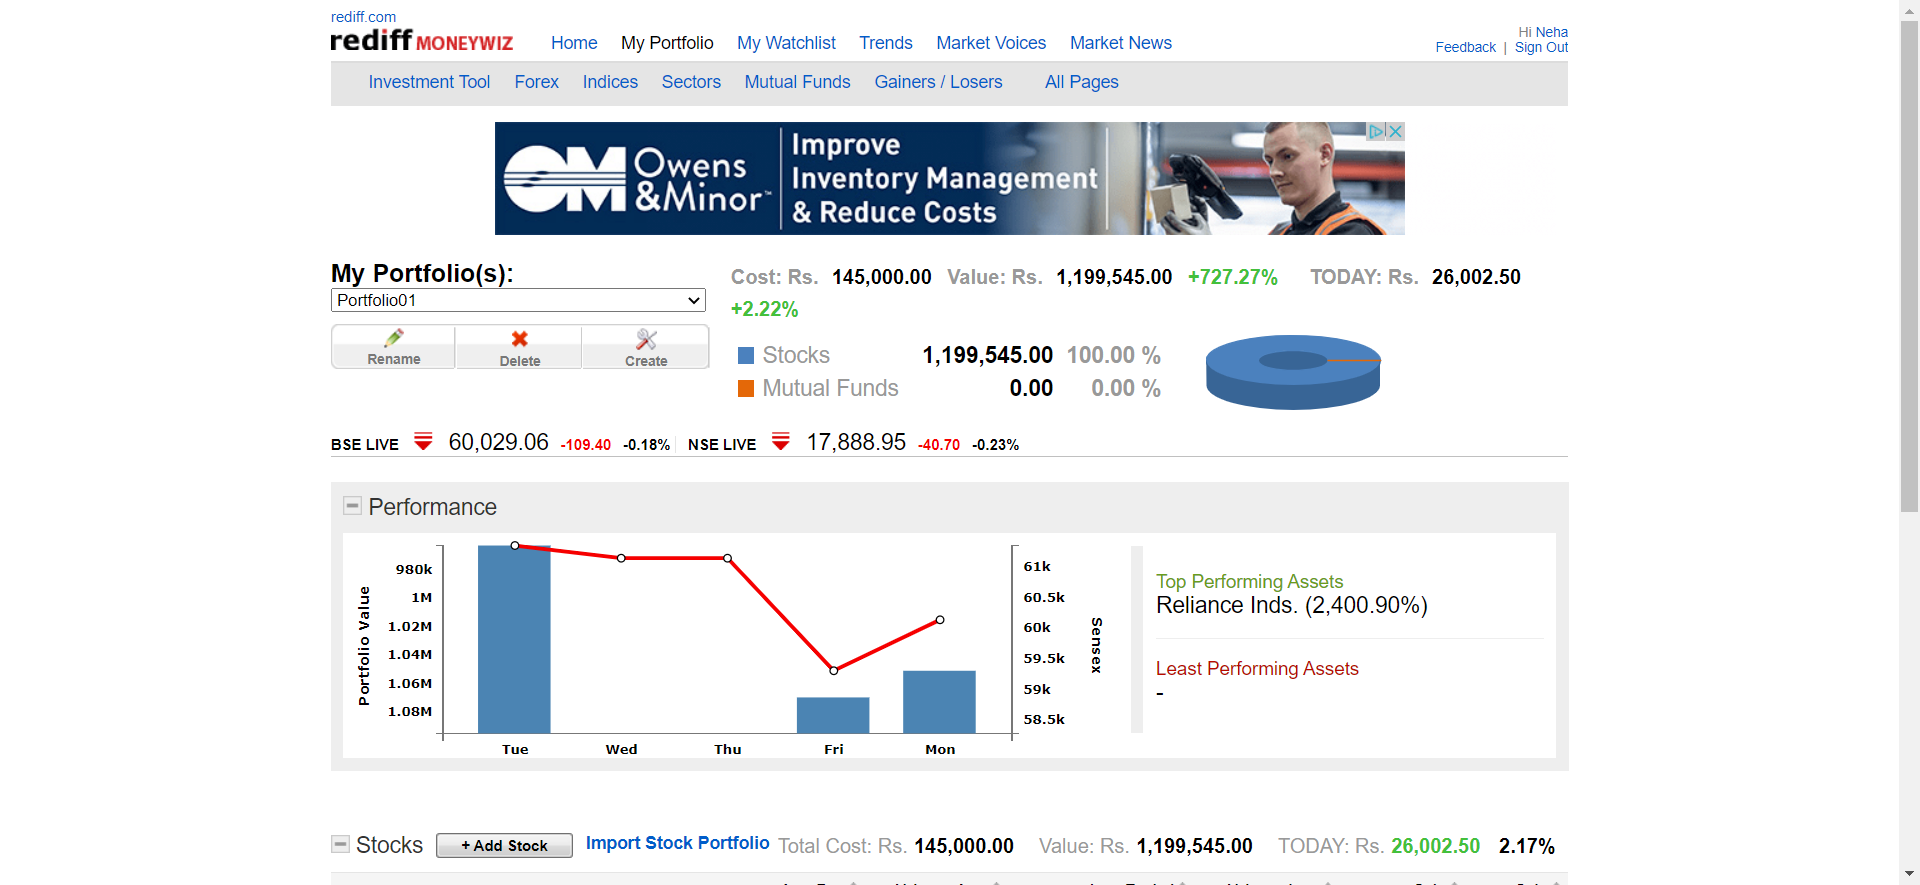 rediff.com
rediff MONEYWIZ
Home My Portfolio My Watchlist Trends Market Voices Market News
Hi Neha
Feedback | Sign Out
Investment Tool Forex Indices Sectors Mutual Funds Gainers / Losers All Pages
OM Owens &Minor™
Improve
Inventory Management
& Reduce Costs
My Portfolio(s):
Portfolio01
Rename Delete Create
Cost: Rs. 145,000.00 Value: Rs. 1,199,545.00 +727.27% TODAY: Rs. 26,002.50
+2.22%
Stocks 1,199,545.00 100.00 %
Mutual Funds 0.00 0.00 %
BSE LIVE 60,029.06 -109.40 -0.18% NSE LIVE 17,888.95 -40.70 -0.23%
Performance
Portfolio Value
980k
1M
1.02M
1.04M
1.06M
1.08M
Tue Wed Thu Fri Mon
61k
60.5k
60k
59.5k
59k
58.5k
Sensex
Top Performing Assets
Reliance Inds. (2,400.90%)
Least Performing Assets
-
Stocks + Add Stock Import Stock Portfolio Total Cost: Rs. 145,000.00 Value: Rs. 1,199,545.00 TODAY: Rs. 26,002.50 2.17%